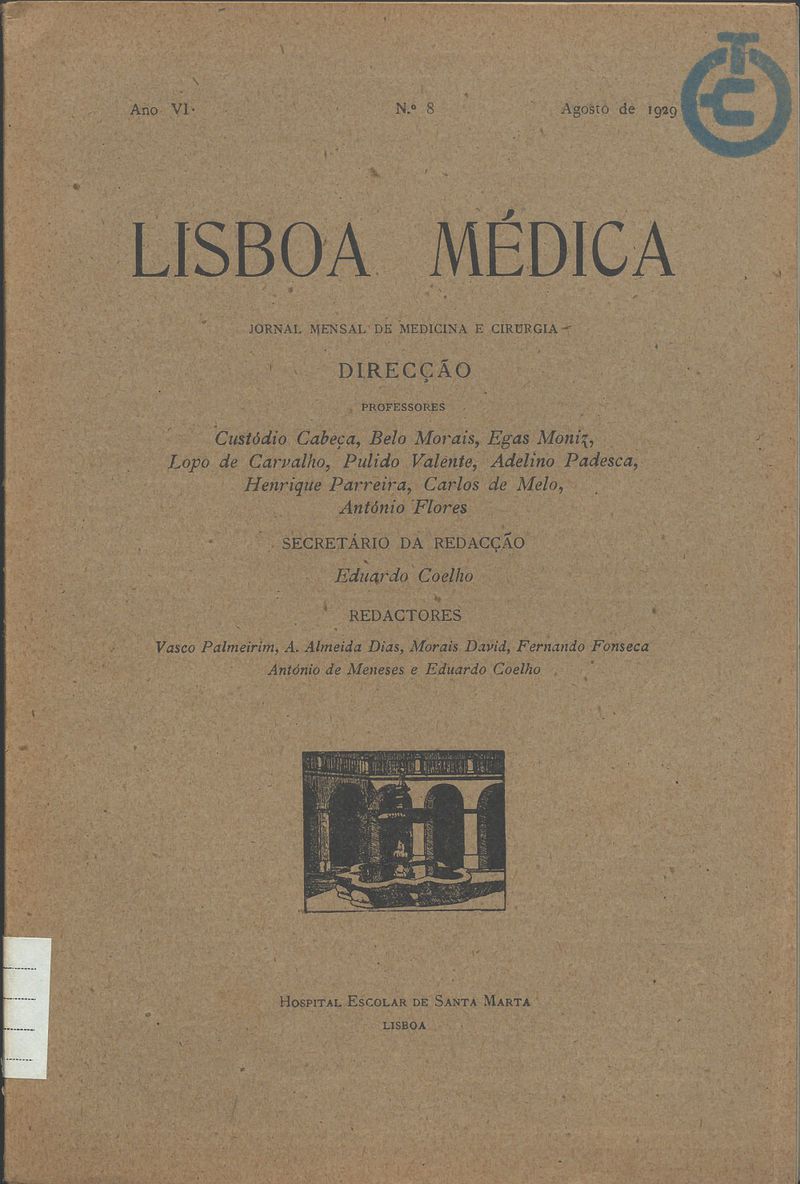 Ano VI
N.º 8
Agosto de 1929
TC
LISBOA MÉDICA
JORNAL MENSAL DE MEDICINA E CIRURGIA
DIRECÇÃO
PROFESSORES
Custódio Cabeça, Belo Morais, Egas Moniz,
Lopo de Carvalho, Pulido Valente, Adelino Padesca,
Henrique Parreira, Carlos de Melo,
António Flores
SECRETÁRIO DA REDACÇÃO
Eduardo Coelho
REDACTORES
Vasco Palmeirim, A. Almeida Dias, Morais David, Fernando Fonseca
António de Meneses e Eduardo Coelho
HOSPITAL ESCOLAR DE SANTA MARTA
LISBOA